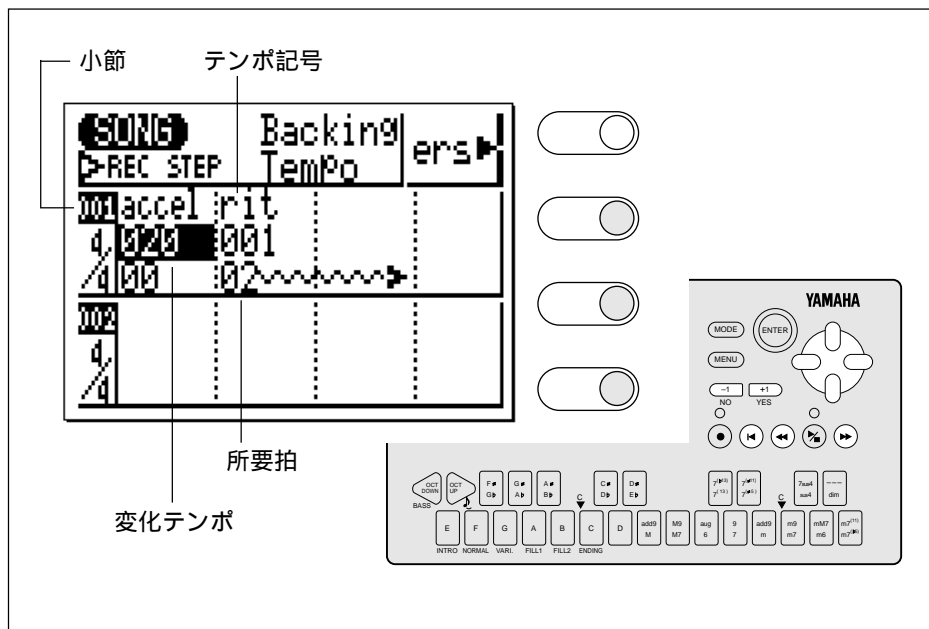 小節
テンポ記号
SONG Backing ers
REC STEP Tempo
001 accel rit
4/4 020 001
00 02
002
4/4
所要拍
変化テンポ
YAMAHA
MODE ENTER
MENU
−1 +1
NO YES
OCT DOWN OCT UP F♯ G♭ G♯ A♭ A♯ B♭ C♯ D♭ D♯ E♭ 7sus4 sus4 --- dim
BASS C C
E F G A B C D add9 M M9 M7 aug 6 9 7 add9 m m9 m7 mM7 m6
INTRO NORMAL VARI. FILL1 FILL2 ENDING